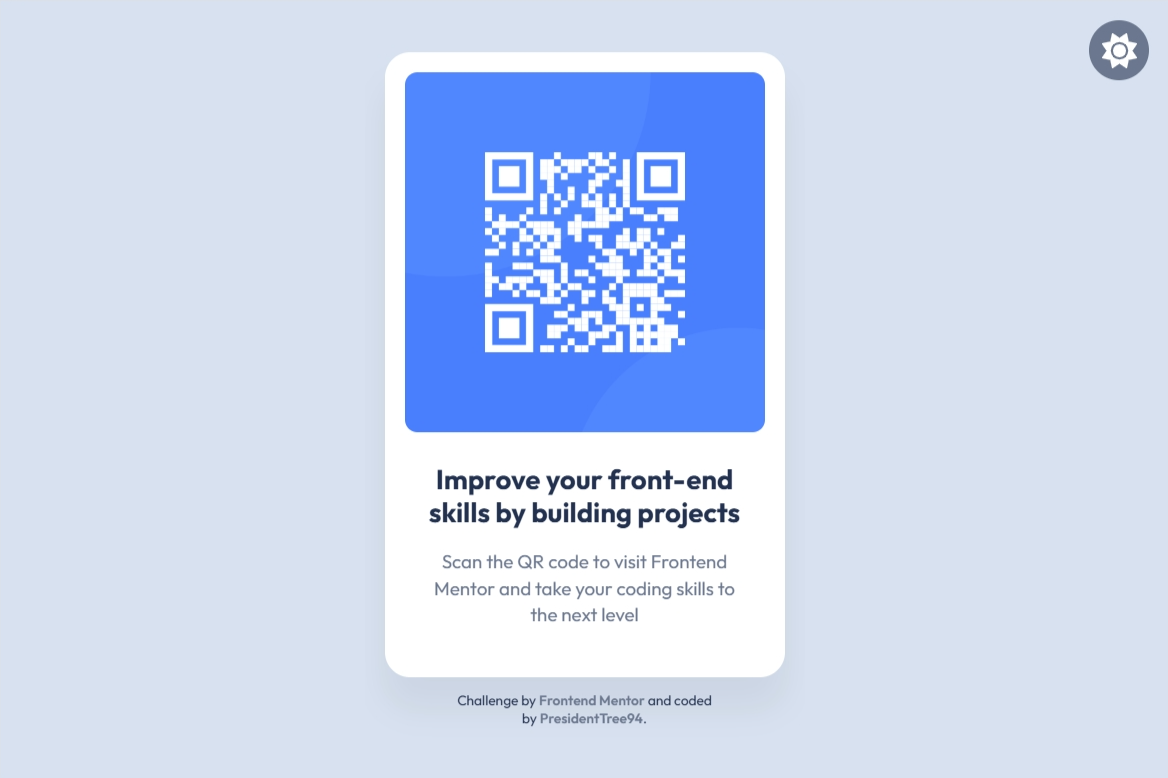 Improve your front-end
skills by building projects
Scan the QR code to visit Frontend
Mentor and take your coding skills to
the next level
Challenge by Frontend Mentor and coded
by PresidentTree94.